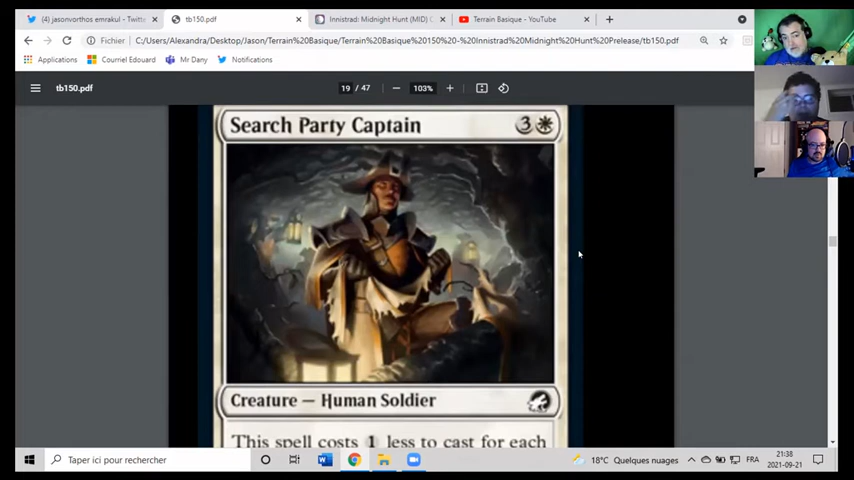 (4) jasonvorthos emrakul - Twitt
tb150.pdf
Innistrad: Midnight Hunt (MID) C
Terrain Basique - YouTube
Fichier
C:/Users/Alexandra/Desktop/Jason/Terrain%20Basique/Terrain%20Basique%20150%20-%20Innistrad%20Midnight%20Hunt%20Prelease/tb150.pdf
Applications
Courriel Edouard
Mr Dany
Notifications
tb150.pdf
19 / 47
103%
Search Party Captain
3
Creature — Human Soldier
This spell costs 1 less to cast for each
Taper ici pour rechercher
18°C Quelques nuages
FRA
21:38
2021-09-21